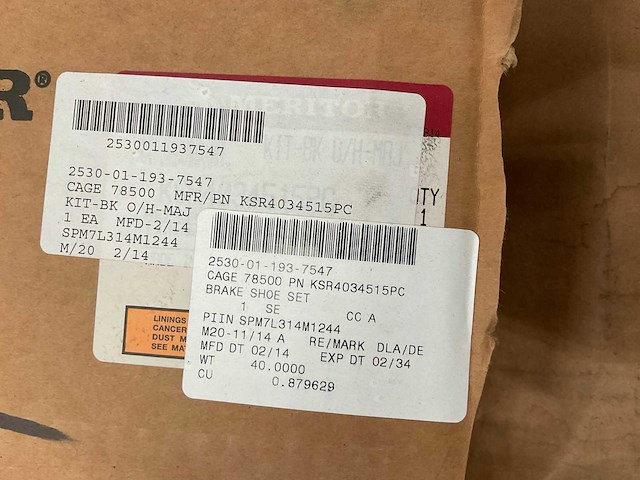 R®
MERITOR
2530011937547
2530-01-193-7547
CAGE 78500 MFR/PN KSR4034515PC
KIT-BK O/H-MAJ
1 EA MFD-2/14
SPM7L314M1244
M/20 2/14
TY
1
2530-01-193-7547
CAGE 78500 PN KSR4034515PC
BRAKE SHOE SET
1 SE CC A
PIIN SPM7L314M1244
M20-11/14 A RE/MARK DLA/DE
MFD DT 02/14 EXP DT 02/34
WT 40.0000
CU 0.879629
LININGS
CANCER
DUST M
SEE MA